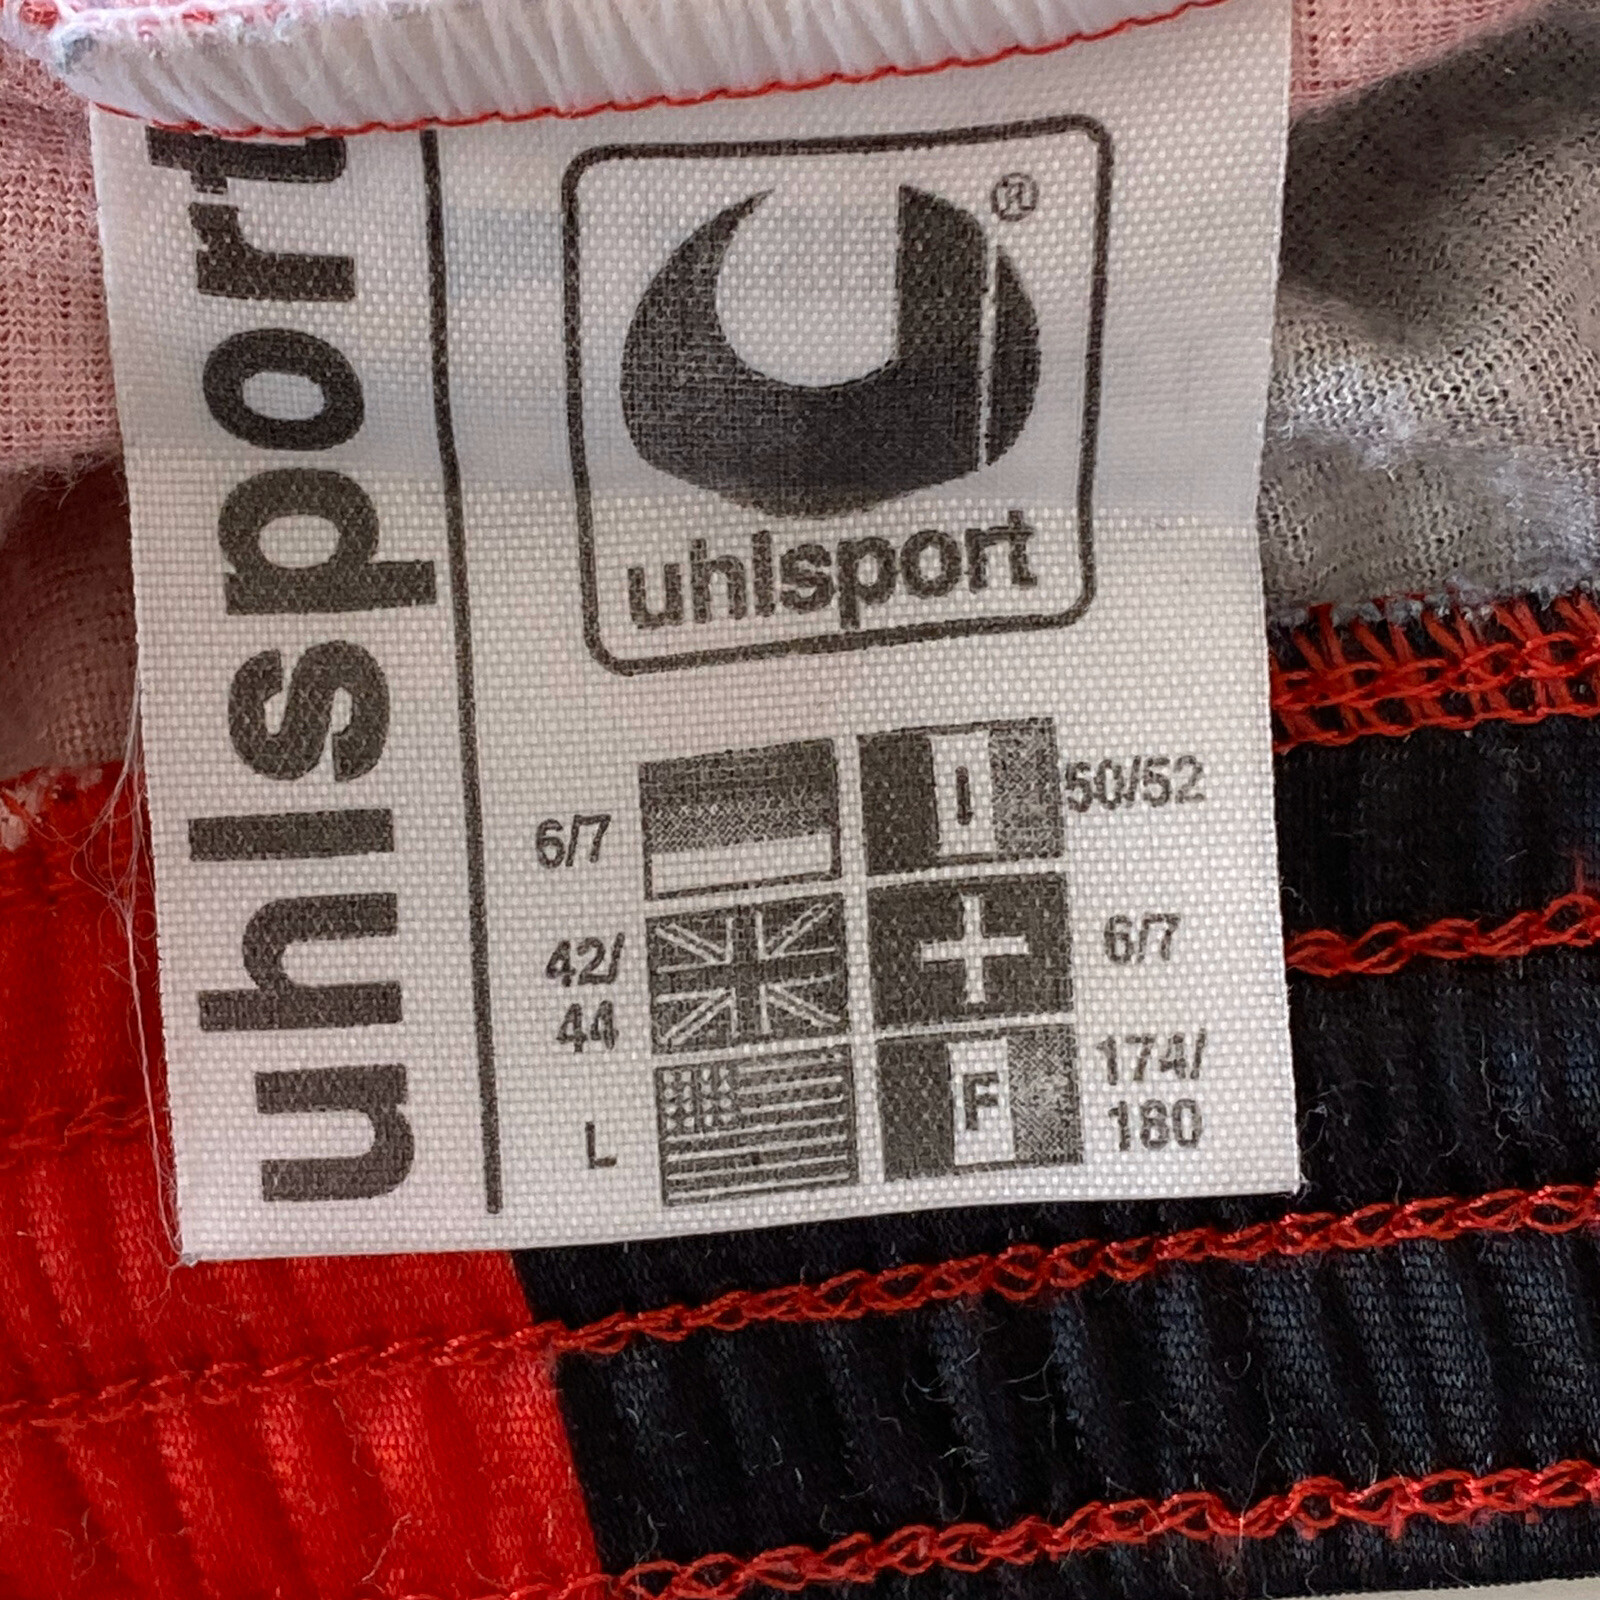 uhlsport
®
uhlsport
6/7
I
50/52
42/
44
6/7
L
F
174/
180